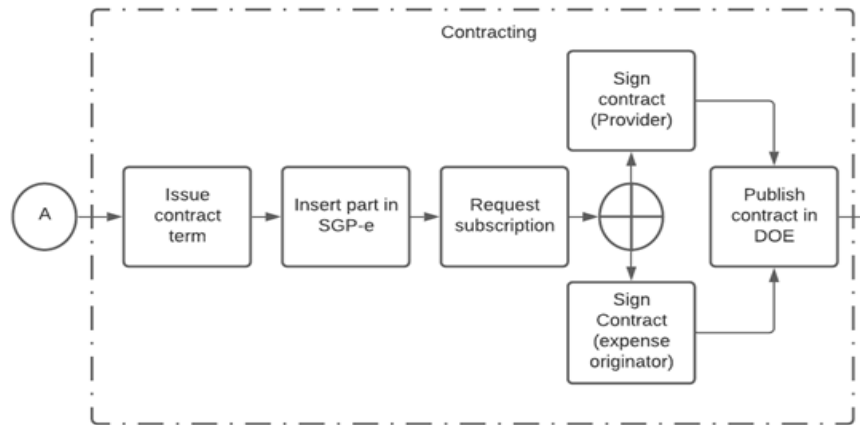 Contracting
A
Issue
contract
term
Insert part in
SGP-e
Request
subscription
Sign
contract
(Provider)
Sign
Contract
(expense
originator)
Publish
contract in
DOE